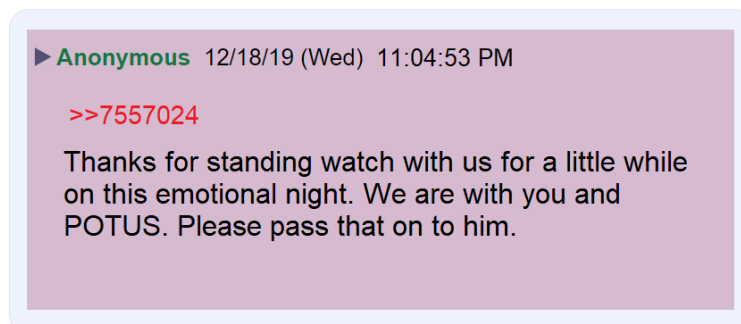 Anonymous 12/18/19 (Wed) 11:04:53 PM
>>7557024
Thanks for standing watch with us for a little while
on this emotional night. We are with you and
POTUS. Please pass that on to him.